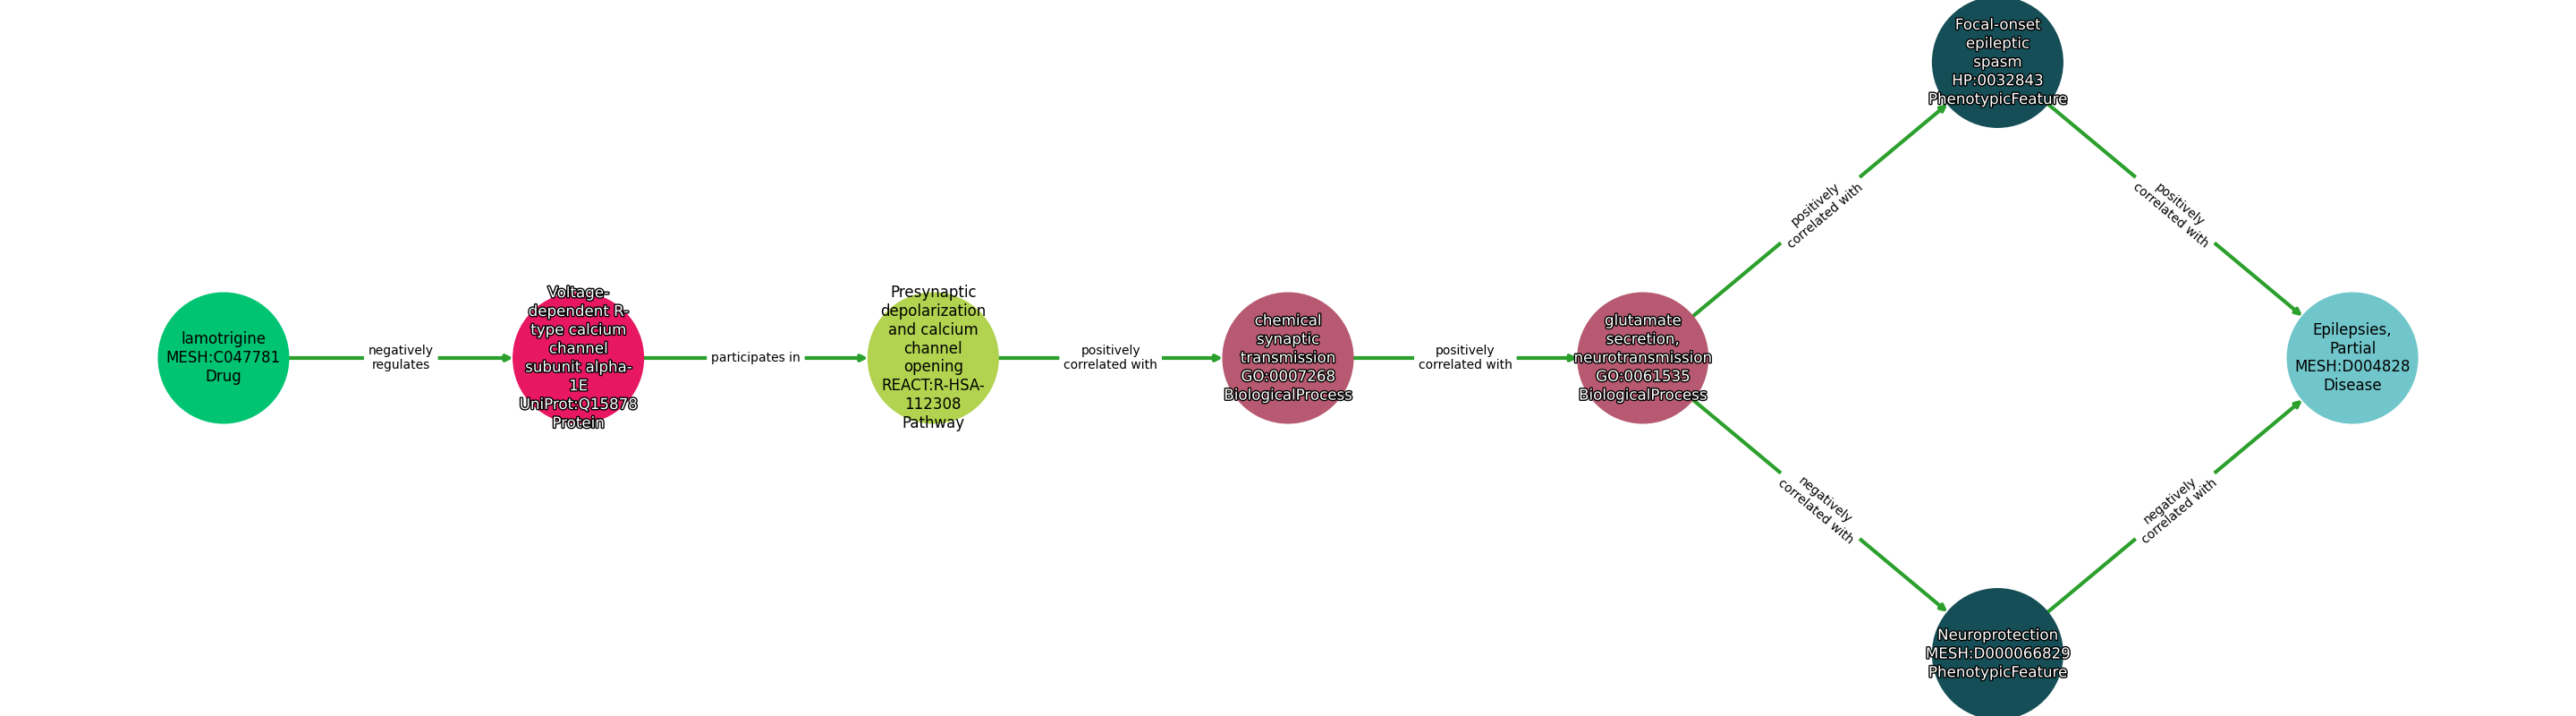 lamotrigine
MESH:C047781
Drug
negatively
regulates
Voltage-
dependent R-
type calcium
channel
subunit alpha-
1E
UniProt:Q15878
Protein
participates in
Presynaptic
depolarization
and calcium
channel
opening
REACT:R-HSA-
112308
Pathway
positively
correlated with
chemical
synaptic
transmission
GO:0007268
BiologicalProcess
positively
correlated with
glutamate
secretion,
neurotransmission
GO:0061535
BiologicalProcess
positively
correlated with
Focal-onset
epileptic
spasm
HP:0032843
PhenotypicFeature
positively
correlated with
negatively
correlated with
Neuroprotection
MESH:D000066829
PhenotypicFeature
negatively
correlated with
Epilepsies,
Partial
MESH:D004828
Disease